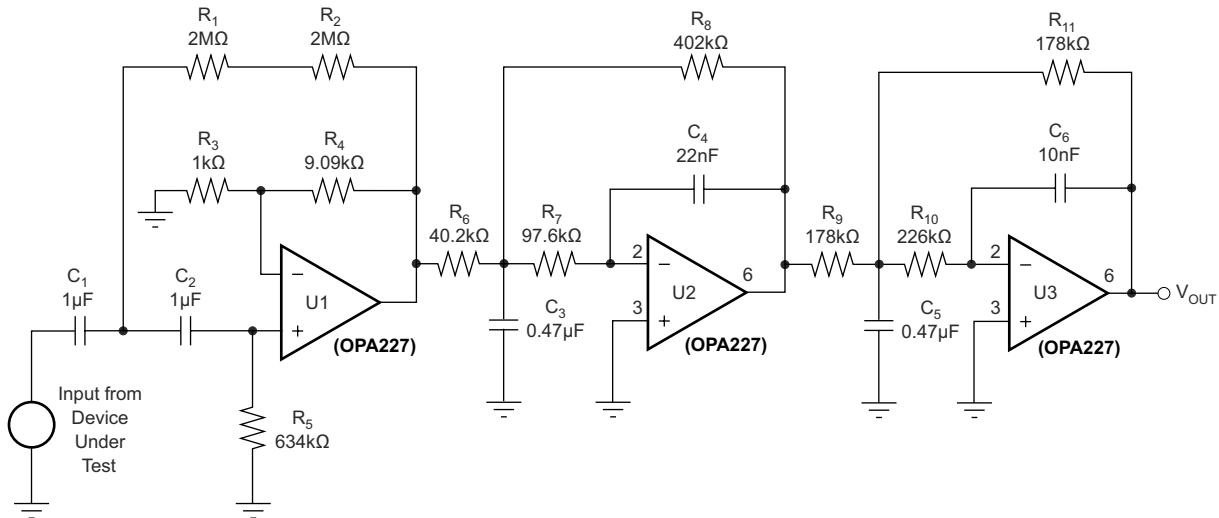 R1
2MΩ
R2
2MΩ
R3
1kΩ
R4
9.09kΩ
C1
1µF
C2
1µF
U1
(OPA227)
Input from
Device
Under
Test
R5
634kΩ
R6
40.2kΩ
R7
97.6kΩ
R8
402kΩ
C4
22nF
C3
0.47µF
2
3
6
U2
(OPA227)
R9
178kΩ
R10
226kΩ
R11
178kΩ
C6
10nF
C5
0.47µF
2
3
6
U3
(OPA227)
VOUT